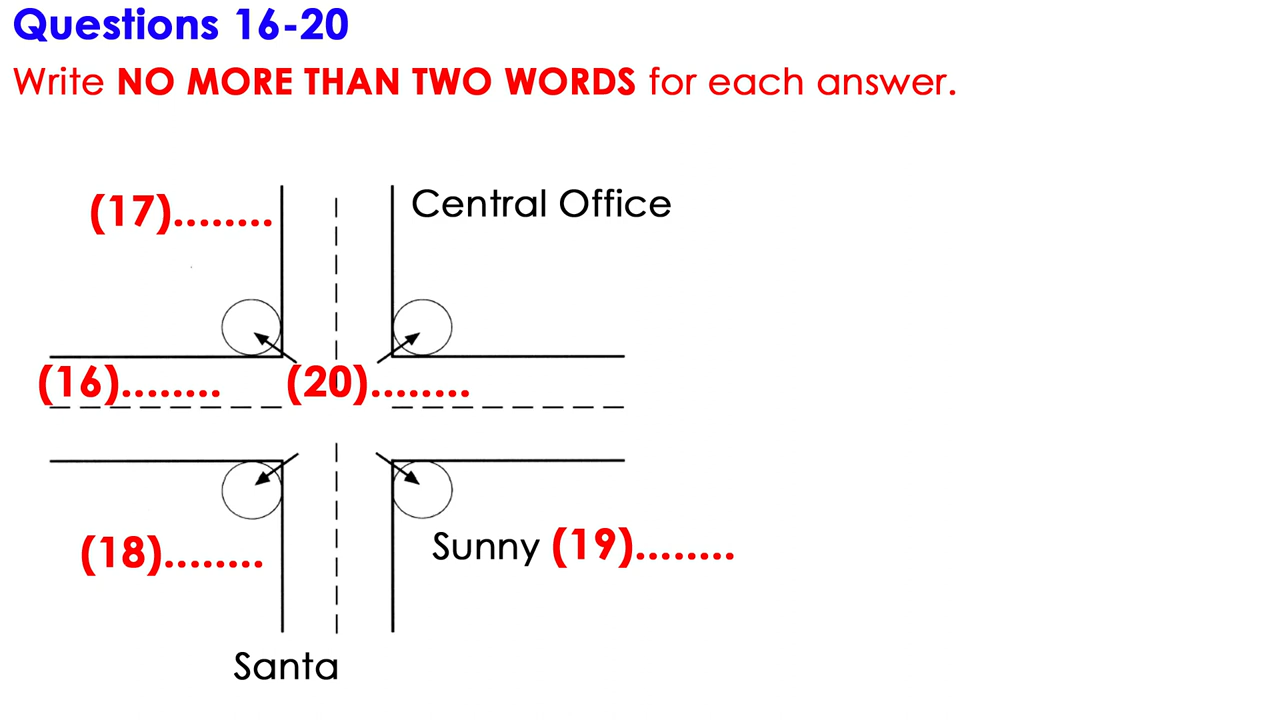 Questions 16-20
Write NO MORE THAN TWO WORDS for each answer.
(17)........
Central Office
(16)........
(20)........
(18)........
Sunny (19)........
Santa